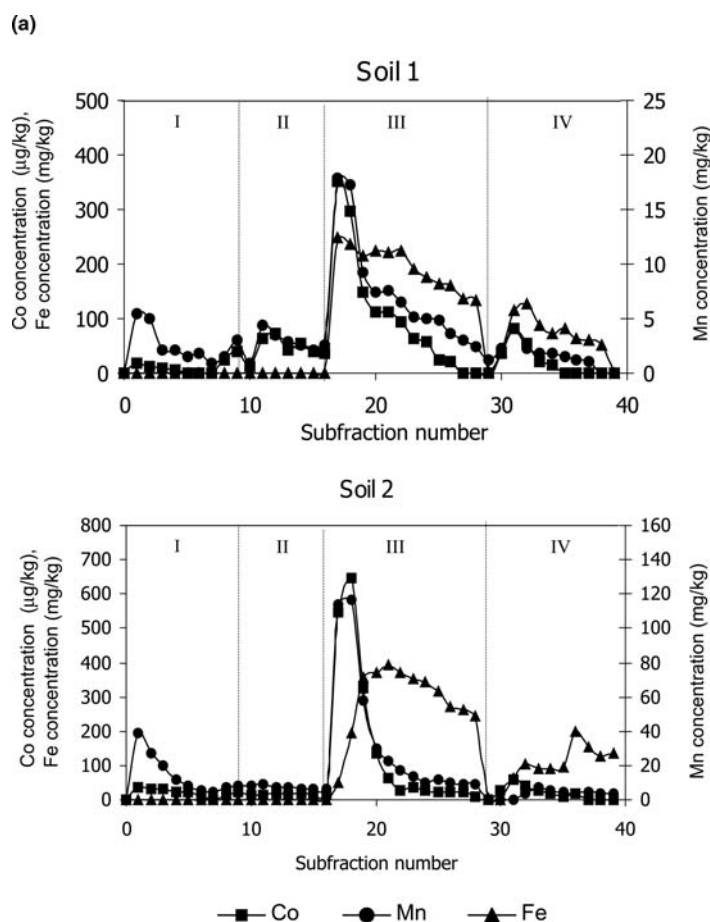 (a)
Soil 1
Co concentration (µg/kg),
Fe concentration (mg/kg)
500
400
300
200
100
0
I
II
III
IV
25
20
15
10
5
0
Mn concentration (mg/kg)
0
10
20
30
40
Subfraction number
Soil 2
Co concentration (µg/kg),
Fe concentration (mg/kg)
800
700
600
500
400
300
200
100
0
I
II
III
IV
160
140
120
100
80
60
40
20
0
Mn concentration (mg/kg)
0
10
20
30
40
Subfraction number
Co Mn Fe